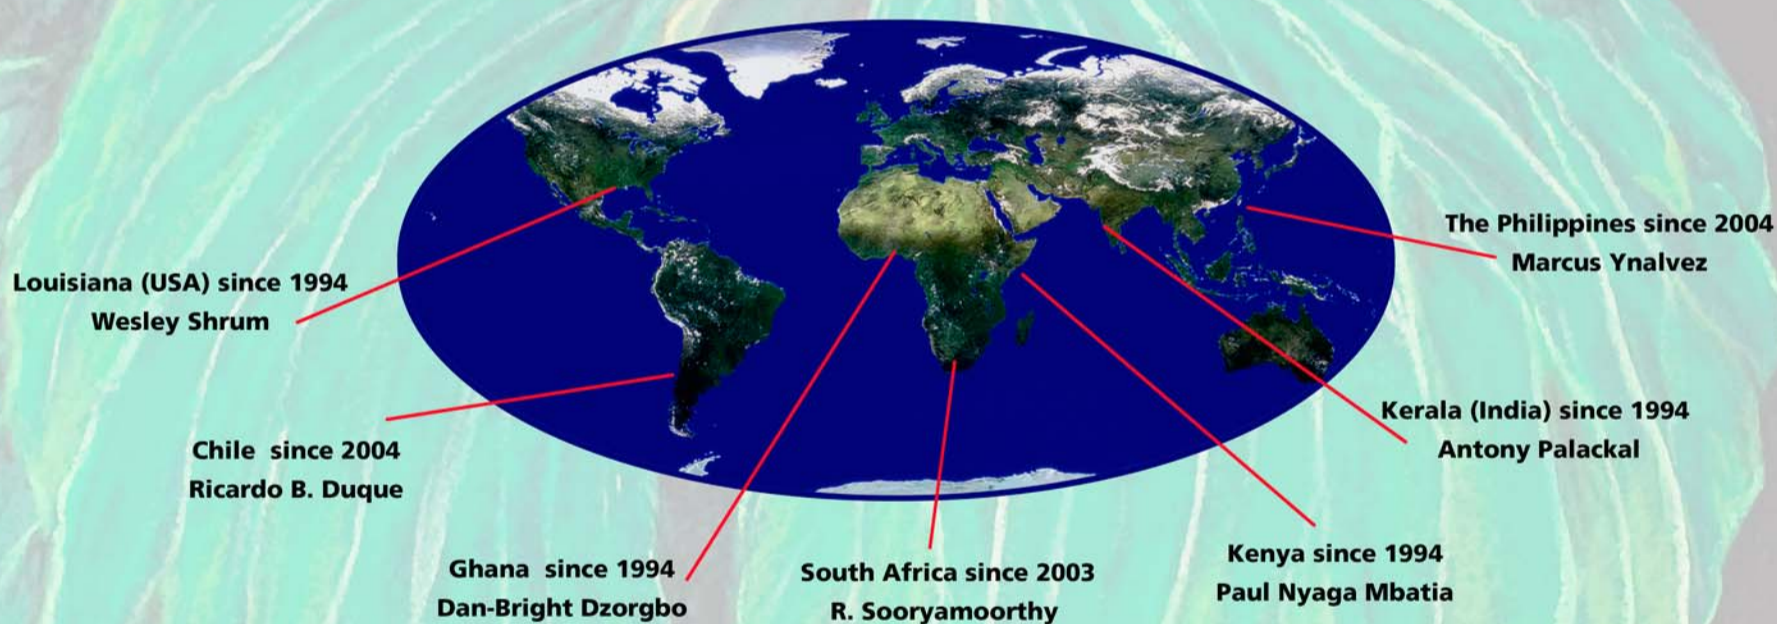 The Philippines since 2004
Marcus Ynalvez
Louisiana (USA) since 1994
Wesley Shrum
Kerala (India) since 1994
Antony Palackal
Chile since 2004
Ricardo B. Duque
Kenya since 1994
Paul Nyaga Mbatia
Ghana since 1994
Dan-Bright Dzorgbo
South Africa since 2003
R. Sooryamoorthy